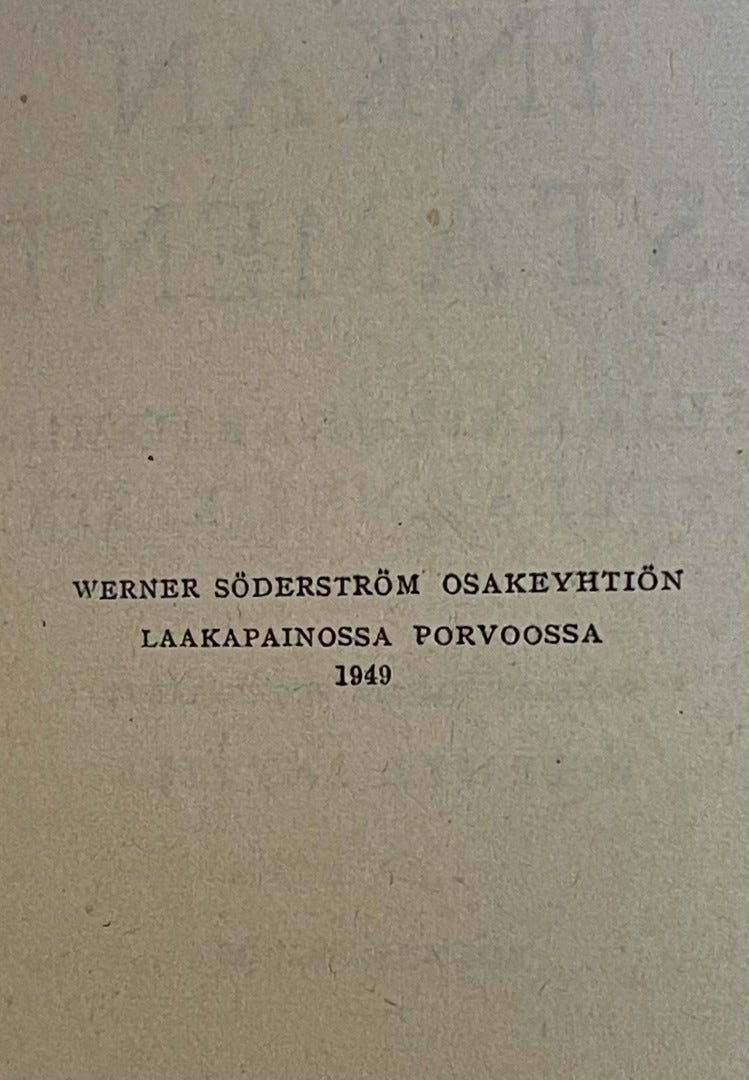 WERNER SÖDERSTRÖM OSAKEYHTIÖN
LAAKAPAINOSSA PORVOOSSA
1949